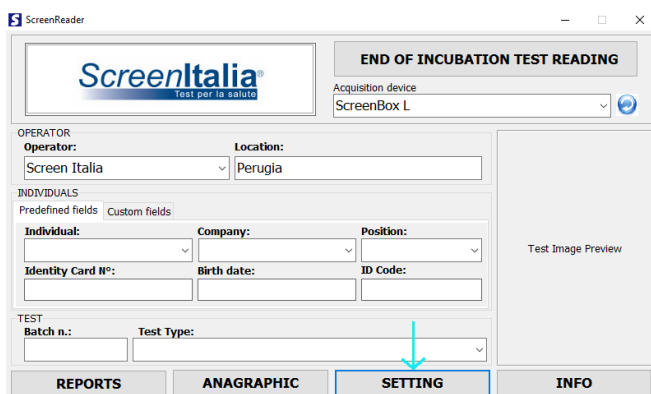 ScreenReader
ScreenItalia®
Test per la salute
END OF INCUBATION TEST READING
Acquisition device
ScreenBox L
OPERATOR
Operator: Location:
Screen Italia Perugia
INDIVIDUALS
Predefined fields Custom fields
Individual: Company: Position:
Identity Card N°: Birth date: ID Code:
Test Image Preview
TEST
Batch n.: Test Type:
REPORTS ANAGRAPHIC SETTING INFO